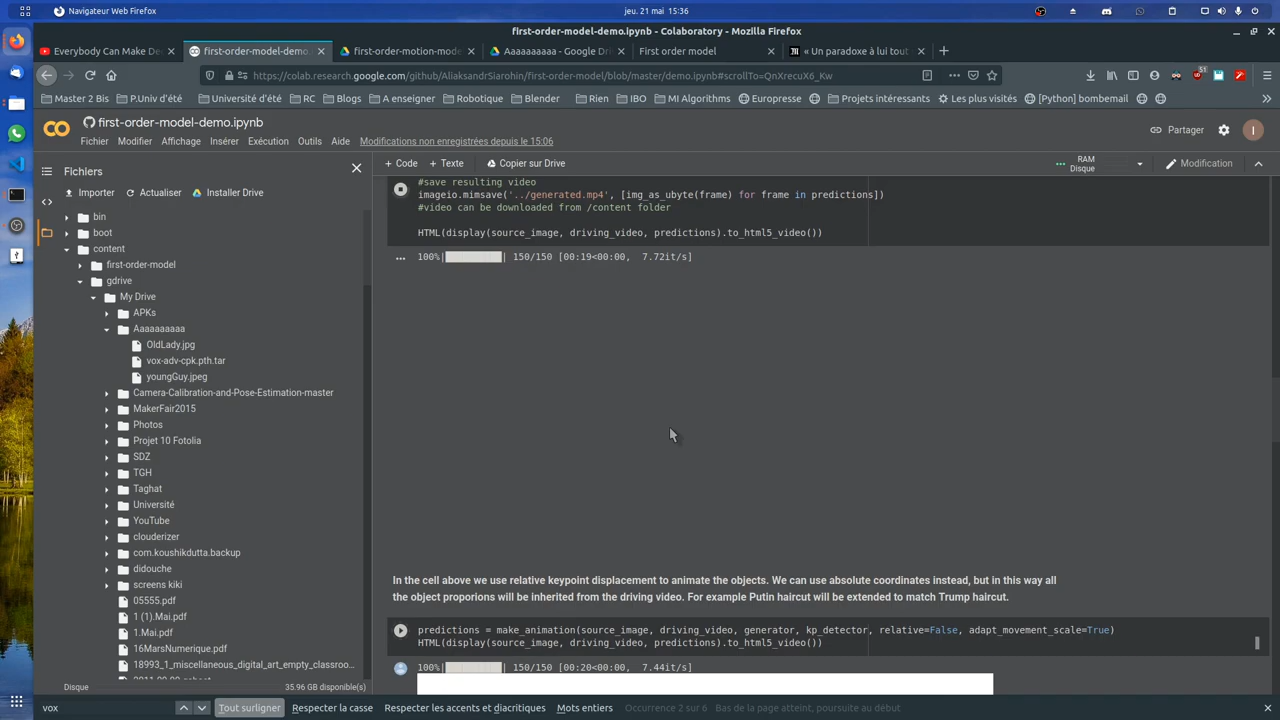 Navigateur Web Firefox
jeu. 21 mai 15:36
first-order-model-demo.ipynb - Colaboratory - Mozilla Firefox
Everybody Can Make De
first-order-model-demo.
first-order-motion-mode
Aaaaaaaaa - Google Dri
First order model
« Un paradoxe à lui tout
https://colab.research.google.com/github/AliaksandrSiarohin/first-order-model/blob/master/demo.ipynb#scrollTo=QnXrecuX6_Kw
51
Master 2 Bis
P.Univ d'été
Université d'été
RC
Blogs
A enseigner
Robotique
Blender
Rien
IBO
MI Algorithms
Europresse
Projets intéressants
Les plus visités
[Python] bombemail
first-order-model-demo.ipynb
Partager
I
Fichier Modifier Affichage Insérer Exécution Outils Aide Modifications non enregistrées depuis le 15:06
Fichiers
+ Code + Texte Copier sur Drive
RAM
Disque
Modification
Importer Actualiser Installer Drive
#save resulting video
imageio.mimsave('../generated.mp4', [img_as_ubyte(frame) for frame in predictions])
#video can be downloaded from /content folder
HTML(display(source_image, driving_video, predictions).to_html5_video())
100%| | 150/150 [00:19<00:00, 7.72it/s]
bin
boot
content
first-order-model
gdrive
My Drive
APKs
Aaaaaaaaaa
OldLady.jpg
vox-adv-cpk.pth.tar
youngGuy.jpeg
Camera-Calibration-and-Pose-Estimation-master
MakerFair2015
Photos
Projet 10 Fotolia
SDZ
TGH
Taghat
Université
YouTube
clouderizer
com.koushikdutta.backup
didouche
screens kiki
05555.pdf
1 (1).Mai.pdf
1.Mai.pdf
16MarsNumerique.pdf
18993_1_miscellaneous_digital_art_empty_classroo...
In the cell above we use relative keypoint displacement to animate the objects. We can use absolute coordinates instead, but in this way all
the object proporions will be inherited from the driving video. For example Putin haircut will be extended to match Trump haircut.
predictions = make_animation(source_image, driving_video, generator, kp_detector, relative=False, adapt_movement_scale=True)
HTML(display(source_image, driving_video, predictions).to_html5_video())
100%| | 150/150 [00:20<00:00, 7.44it/s]
Disque 35.96 GB disponible(s)
vox
Tout surligner
Respecter la casse
Respecter les accents et diacritiques
Mots entiers
Occurrence 2 sur 6
Bas de la page atteint, poursuite au début